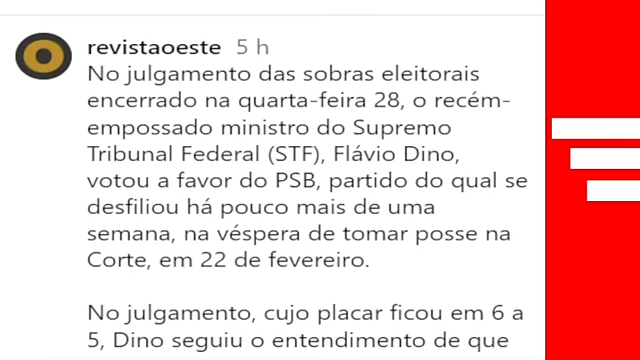 revistaoeste 5 h
No julgamento das sobras eleitorais
encerrado na quarta-feira 28, o recém-
empossado ministro do Supremo
Tribunal Federal (STF), Flávio Dino,
votou a favor do PSB, partido do qual se
desfiliou há pouco mais de uma
semana, na véspera de tomar posse na
Corte, em 22 de fevereiro.
No julgamento, cujo placar ficou em 6 a
5, Dino seguiu o entendimento de que